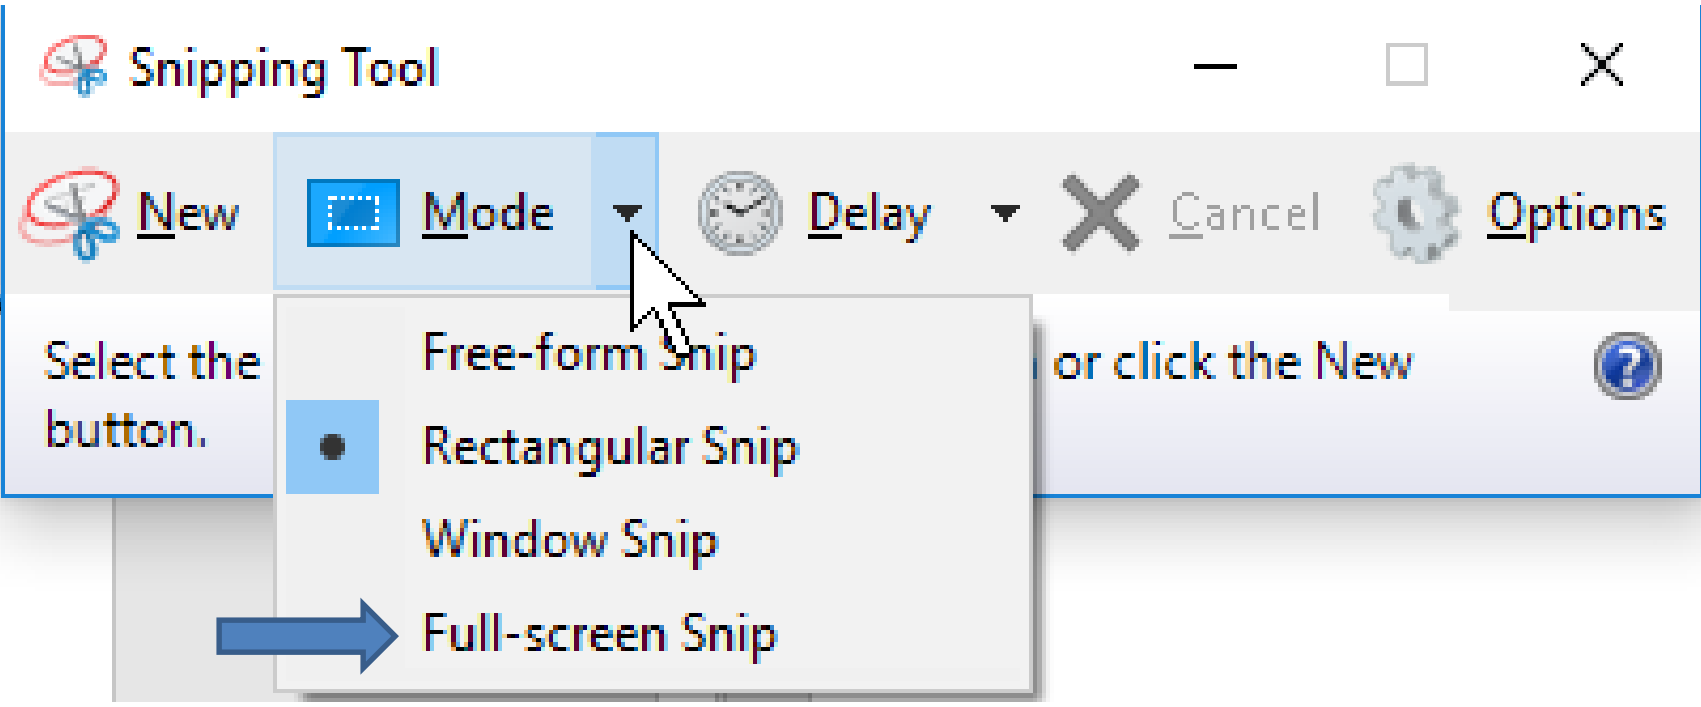 Snipping Tool
New Mode Delay Cancel Options
Free-form Snip
Select the or click the New
button.
Rectangular Snip
Window Snip
Full-screen Snip